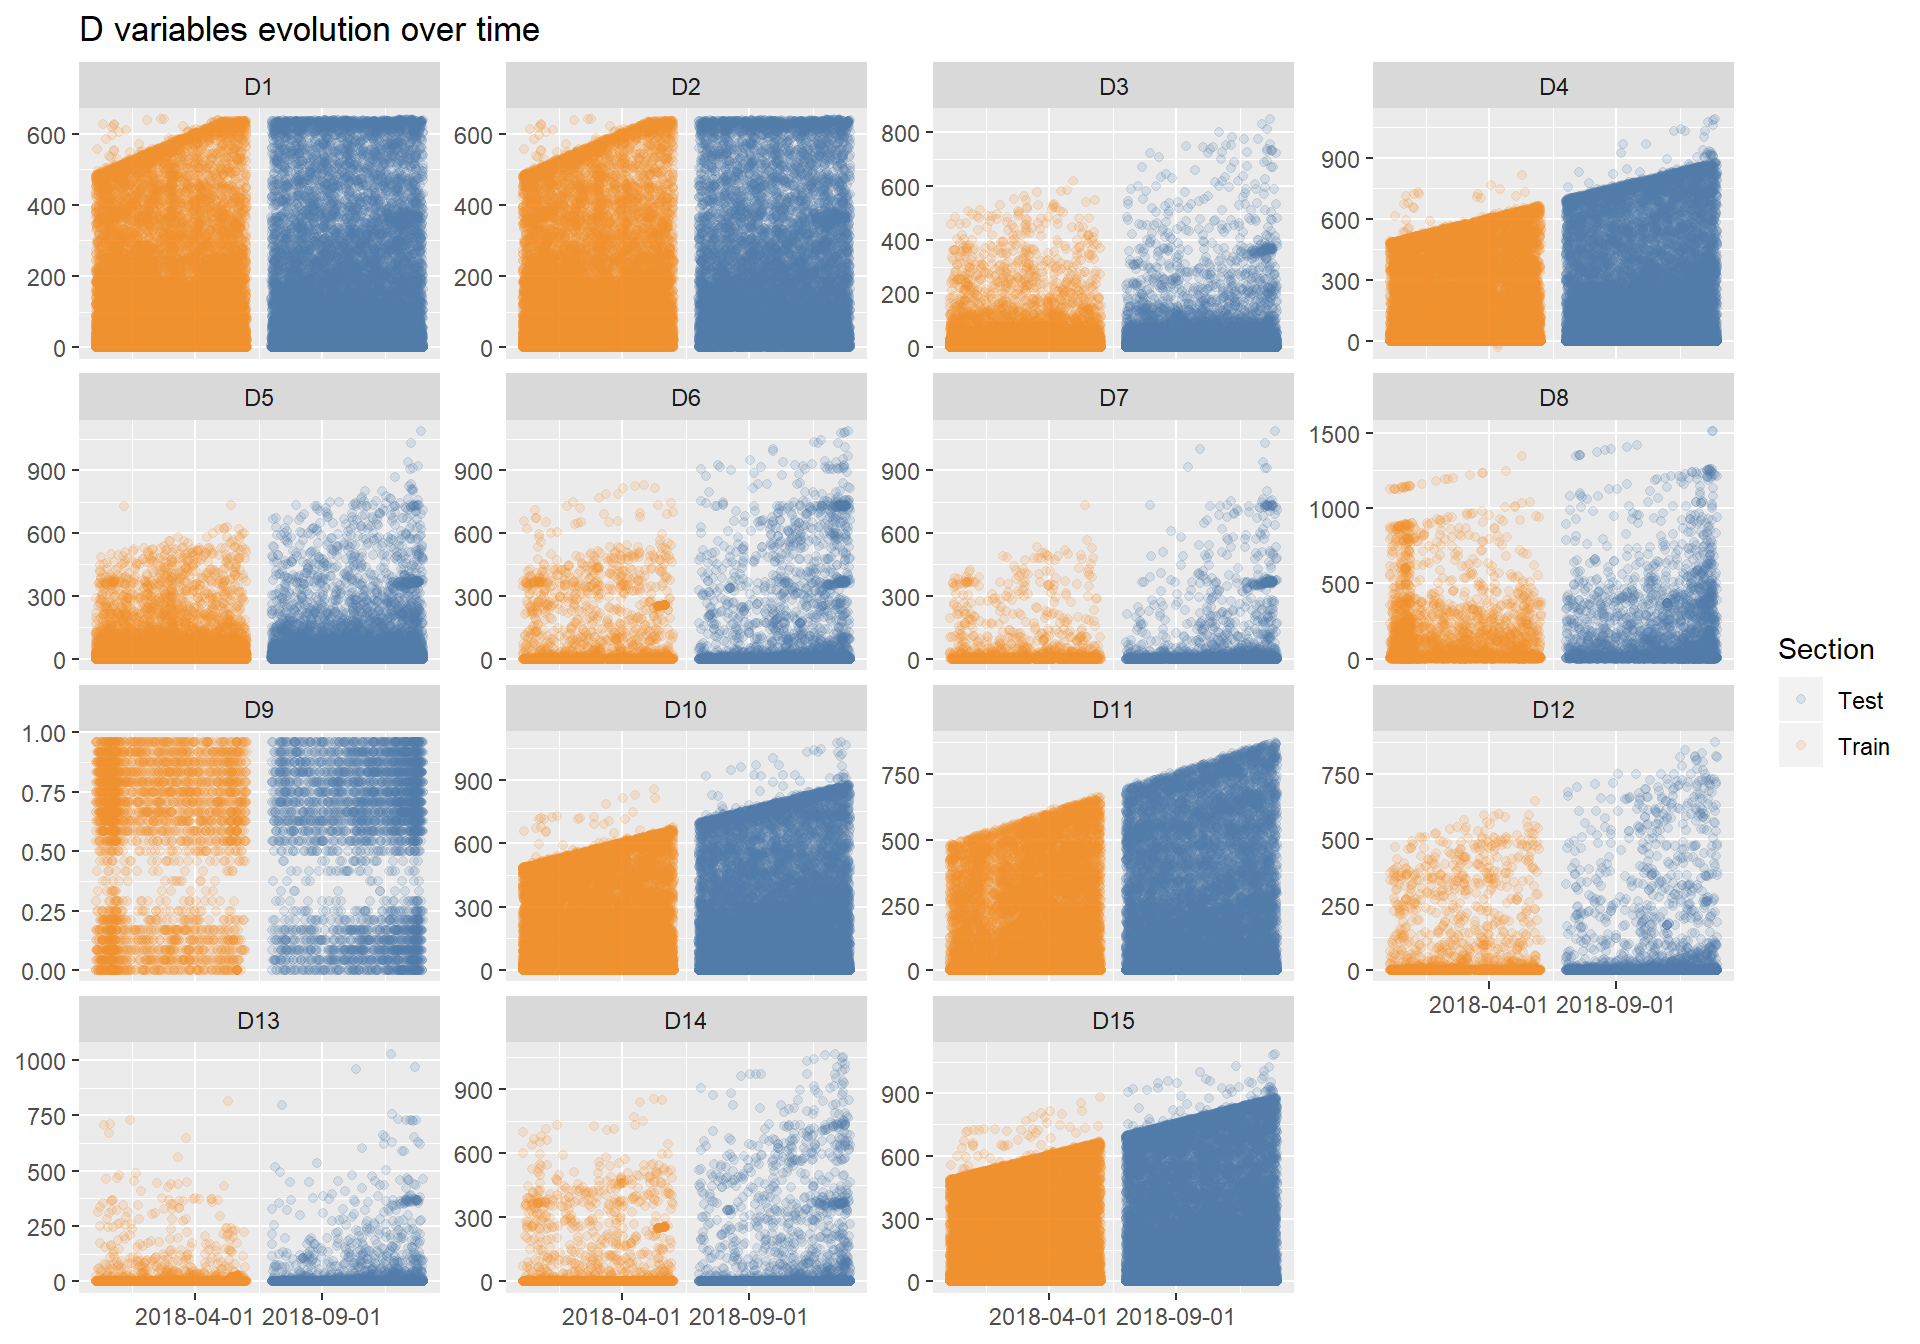 D variables evolution over time
D1 D2 D3 D4
600 600 800 900
400 400 600 600
200 200 400 300
0 0 200 0
0
D5 D6 D7 D8
900 900 900 1500
600 600 600 1000
300 300 300 500
0 0 0 0
Section
Test
Train
D9 D10 D11 D12
1.00 900 750 750
0.75 600 500 500
0.50 300 250 250
0.25 0 0 0
0.00
2018-04-01 2018-09-01
D13 D14 D15
1000 900 900
750 600 600
500 300 300
250 0 0
0
2018-04-01 2018-09-01 2018-04-01 2018-09-01 2018-04-01 2018-09-01